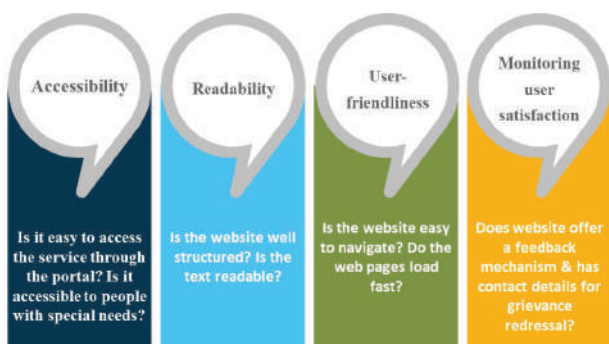 Accessibility
Is it easy to access
the service through
the portal? Is it
accessible to people
with special needs?
Readability
Is the website well
structured? Is the
text readable?
User-
friendliness
Is the website easy
to navigate? Do the
web pages load
fast?
Monitoring
user
satisfaction
Does website offer
a feedback
mechanism & has
contact details for
grievance
redressal?